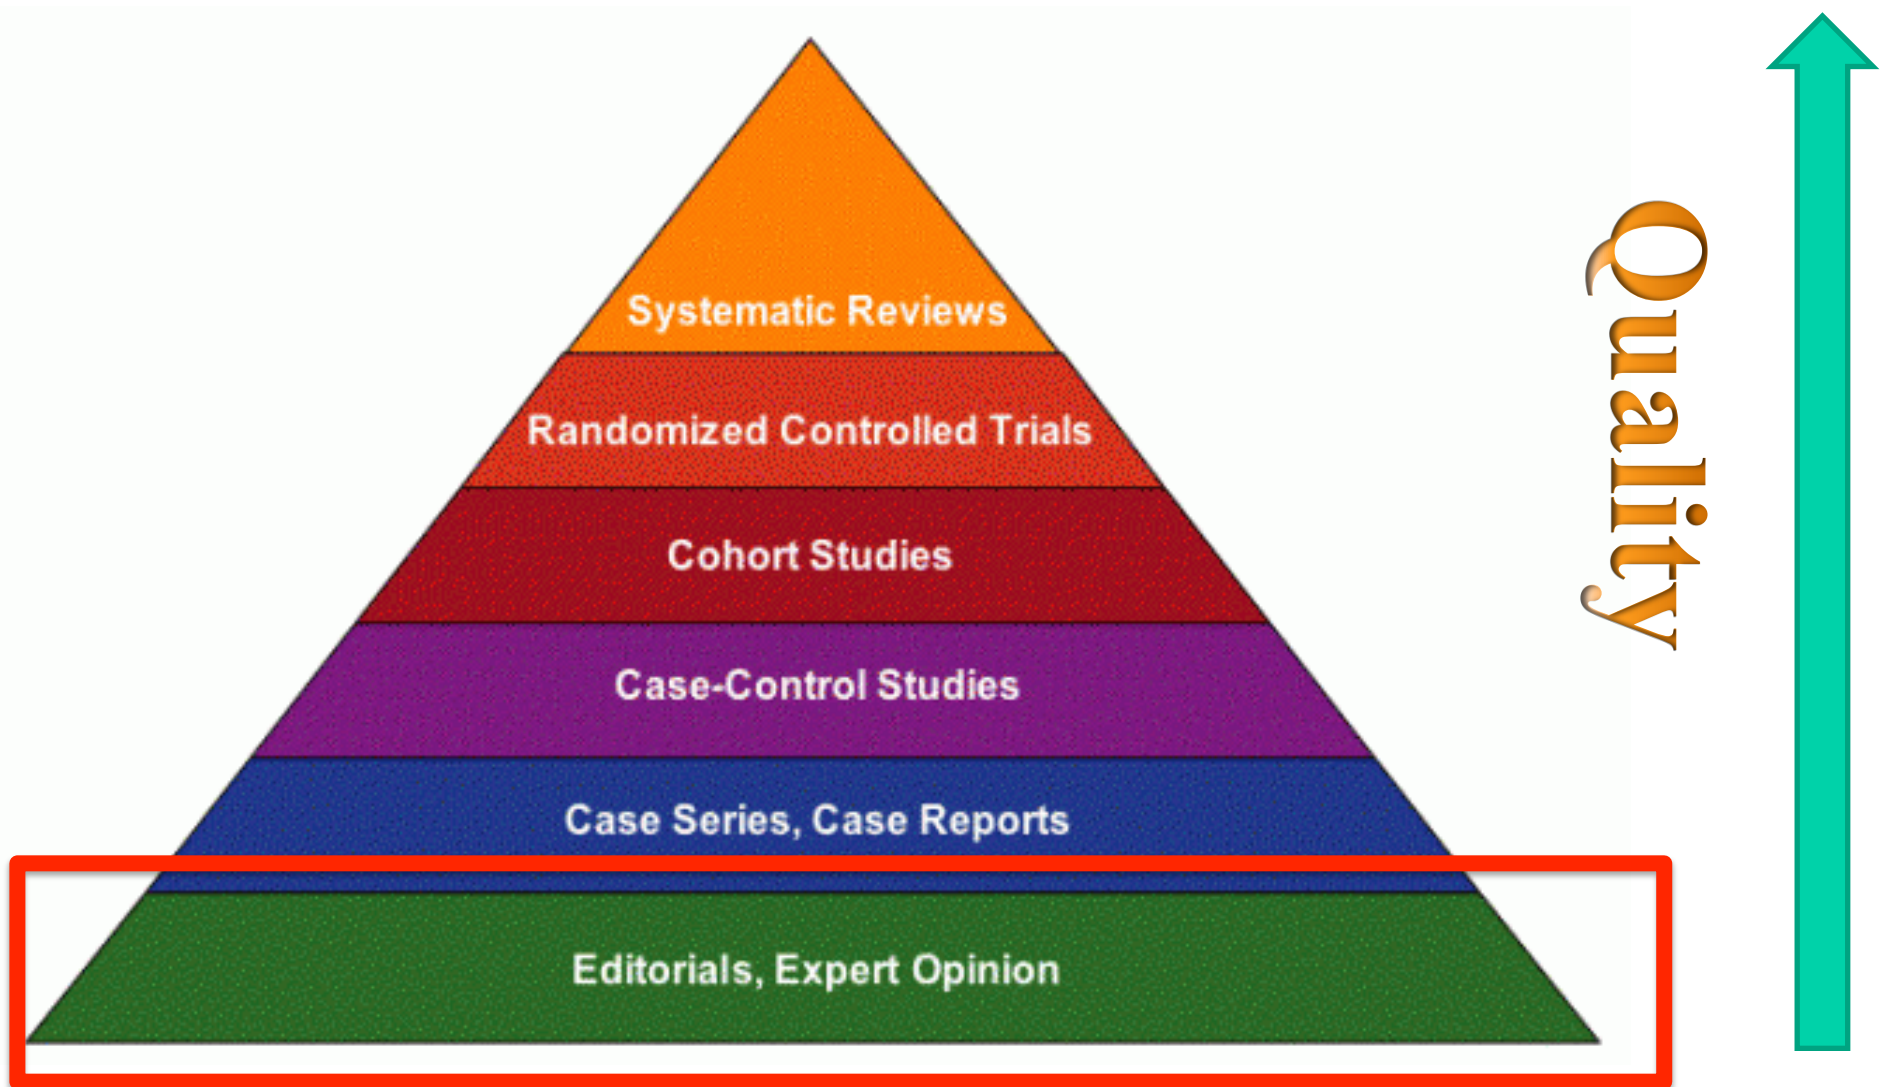 Systematic Reviews
Randomized Controlled Trials
Cohort Studies
Case-Control Studies
Case Series, Case Reports
Editorials, Expert Opinion
Quality